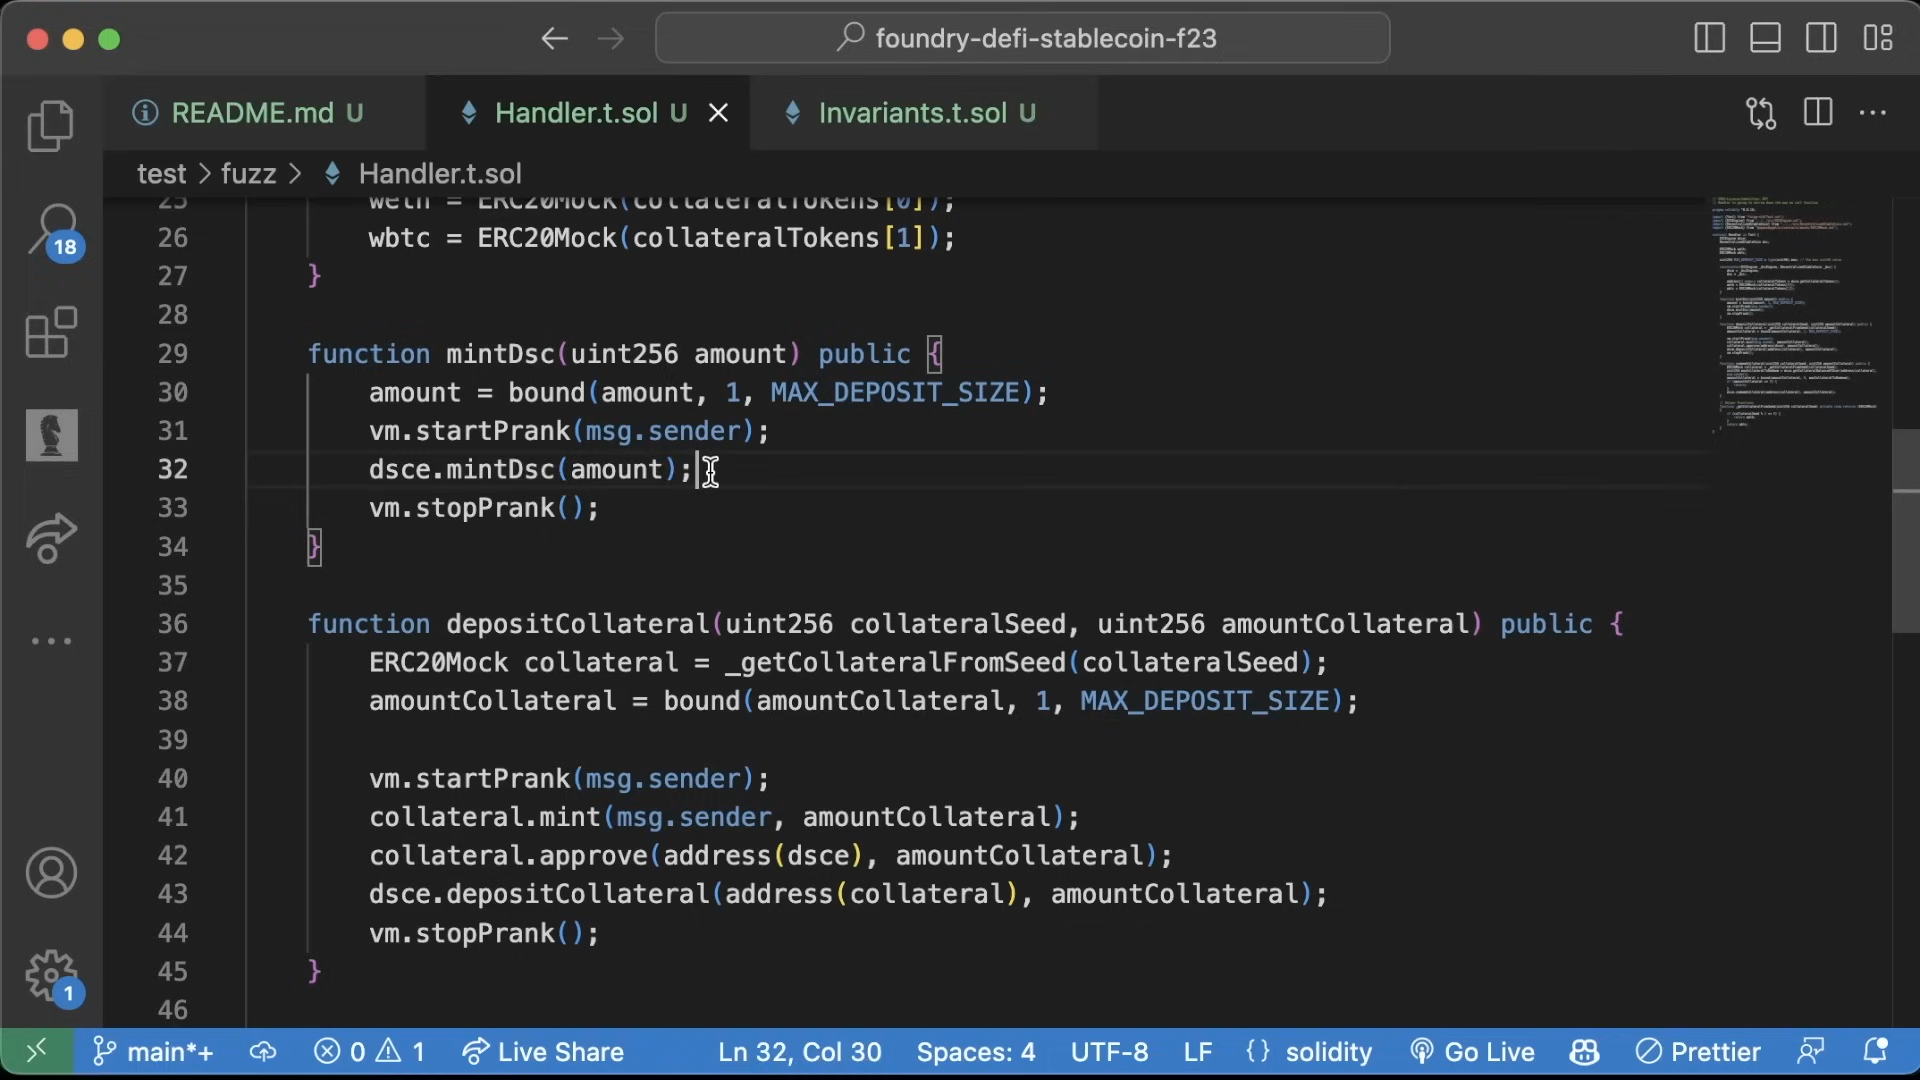 foundry-defi-stablecoin-f23
README.md U
Handler.t.sol U
Invariants.t.sol U
test > fuzz > Handler.t.sol
25 weth = ERC20Mock(collateralTokens[0]);
26 wbtc = ERC20Mock(collateralTokens[1]);
27 }
28
29 function mintDsc(uint256 amount) public {
30 amount = bound(amount, 1, MAX_DEPOSIT_SIZE);
31 vm.startPrank(msg.sender);
32 dsce.mintDsc(amount);
33 vm.stopPrank();
34 }
35
36 function depositCollateral(uint256 collateralSeed, uint256 amountCollateral) public {
37 ERC20Mock collateral = _getCollateralFromSeed(collateralSeed);
38 amountCollateral = bound(amountCollateral, 1, MAX_DEPOSIT_SIZE);
39
40 vm.startPrank(msg.sender);
41 collateral.mint(msg.sender, amountCollateral);
42 collateral.approve(address(dsce), amountCollateral);
43 dsce.depositCollateral(address(collateral), amountCollateral);
44 vm.stopPrank();
45 }
46
18
1
main*+ 0 1 Live Share Ln 32, Col 30 Spaces: 4 UTF-8 LF {} solidity Go Live Prettier